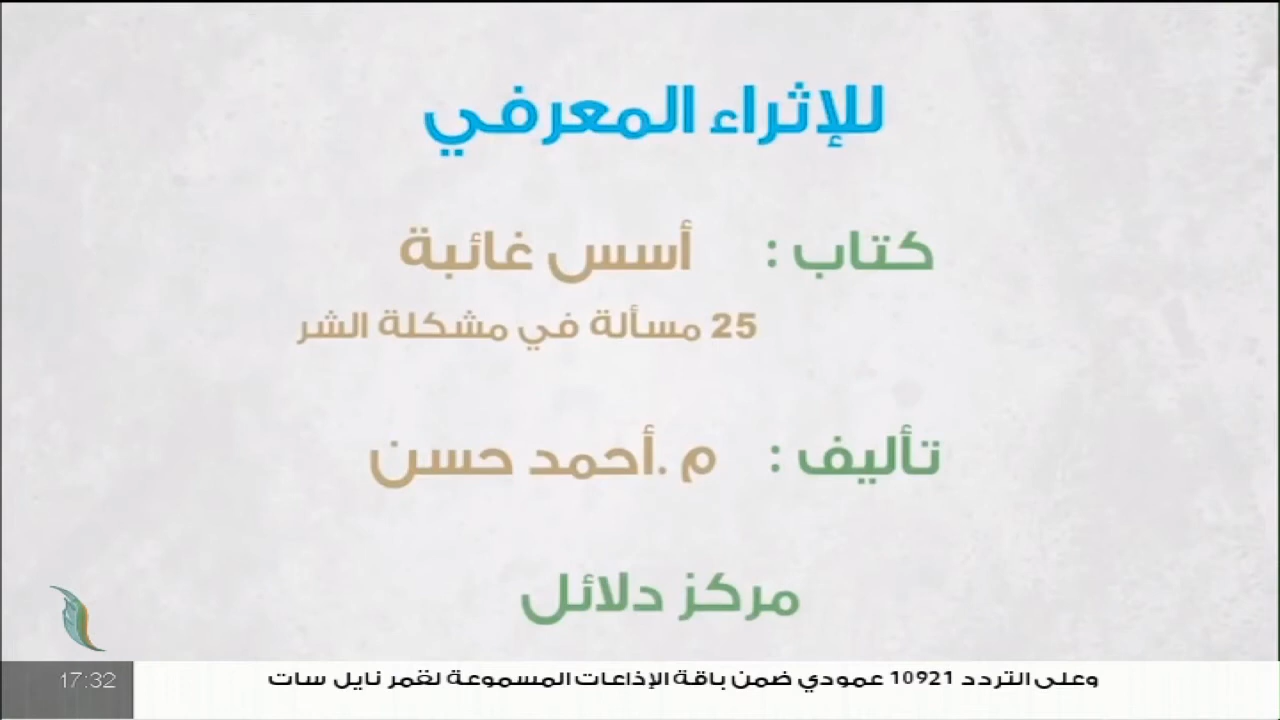 للإثراء المعرفي
كتاب : أسس غائبة
25 مسألة في مشكلة الشر
تأليف : م .أحمد حسن
مركز دلائل
17:32
وعلى التردد 10921 عمودي ضمن باقة الإذاعات المسموعة لقمر نايل سات